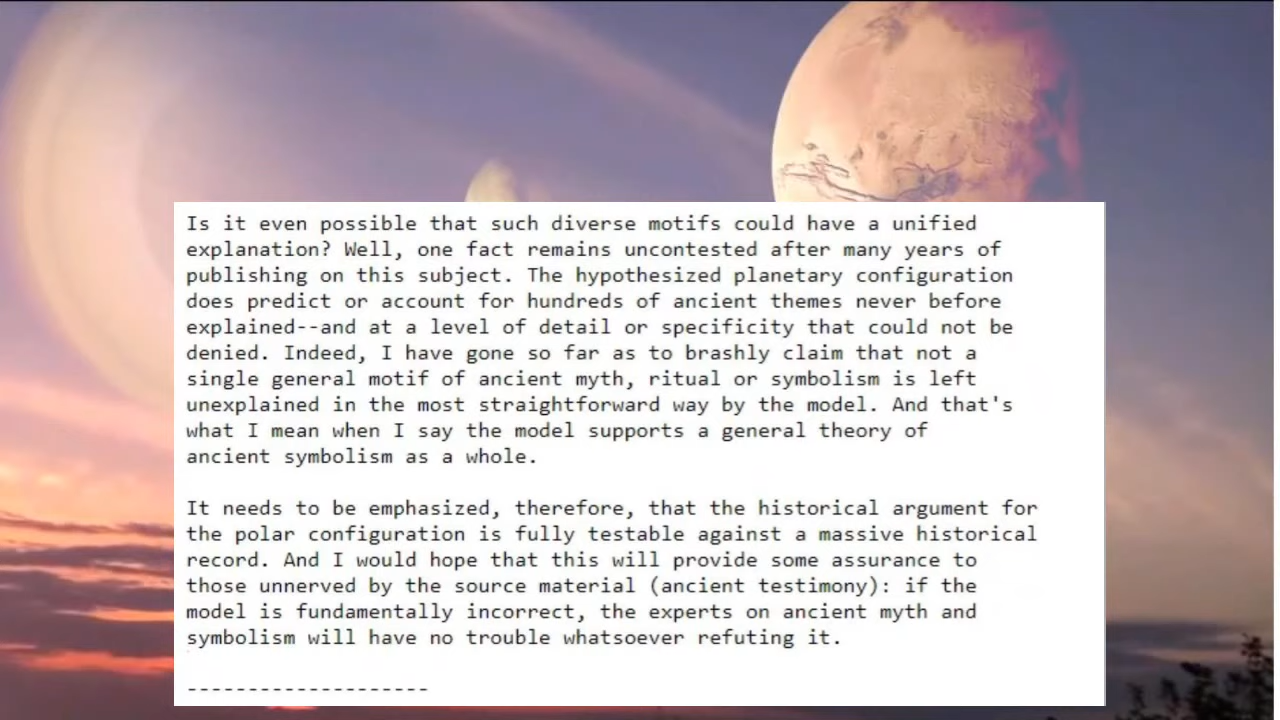 Is it even possible that such diverse motifs could have a unified
explanation? Well, one fact remains uncontested after many years of
publishing on this subject. The hypothesized planetary configuration
does predict or account for hundreds of ancient themes never before
explained--and at a level of detail or specificity that could not be
denied. Indeed, I have gone so far as to brashly claim that not a
single general motif of ancient myth, ritual or symbolism is left
unexplained in the most straightforward way by the model. And that's
what I mean when I say the model supports a general theory of
ancient symbolism as a whole.
It needs to be emphasized, therefore, that the historical argument for
the polar configuration is fully testable against a massive historical
record. And I would hope that this will provide some assurance to
those unnerved by the source material (ancient testimony): if the
model is fundamentally incorrect, the experts on ancient myth and
symbolism will have no trouble whatsoever refuting it.
--------------------